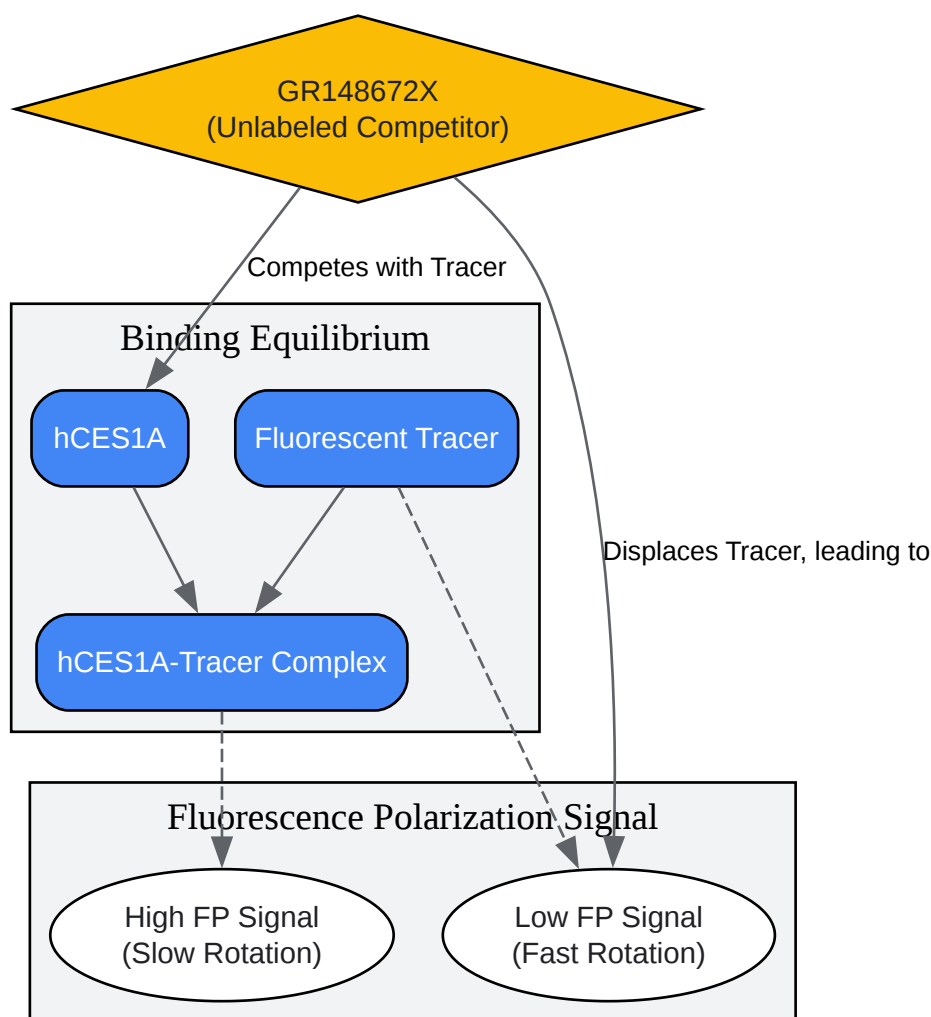 GR148672X
(Unlabeled Competitor)
Competes with Tracer
Binding Equilibrium
hCES1A
Fluorescent Tracer
Displaces Tracer, leading to
hCES1A-Tracer Complex
Fluorescence Polarization Signal
High FP Signal
(Slow Rotation)
Low FP Signal
(Fast Rotation)